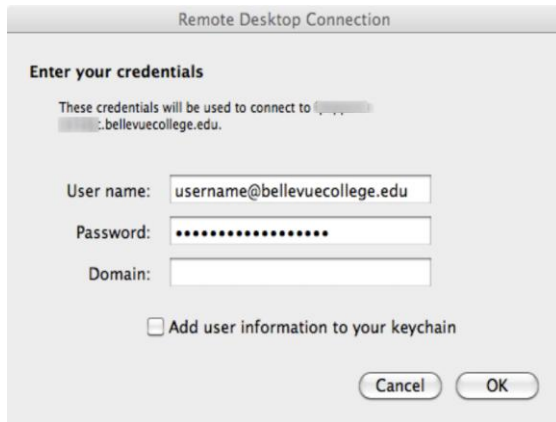 Remote Desktop Connection
Enter your credentials
These credentials will be used to connect to
.bellevuecollege.edu.
User name: username@bellevuecollege.edu
Password: ••••••••••••••••••
Domain:
Add user information to your keychain
Cancel OK